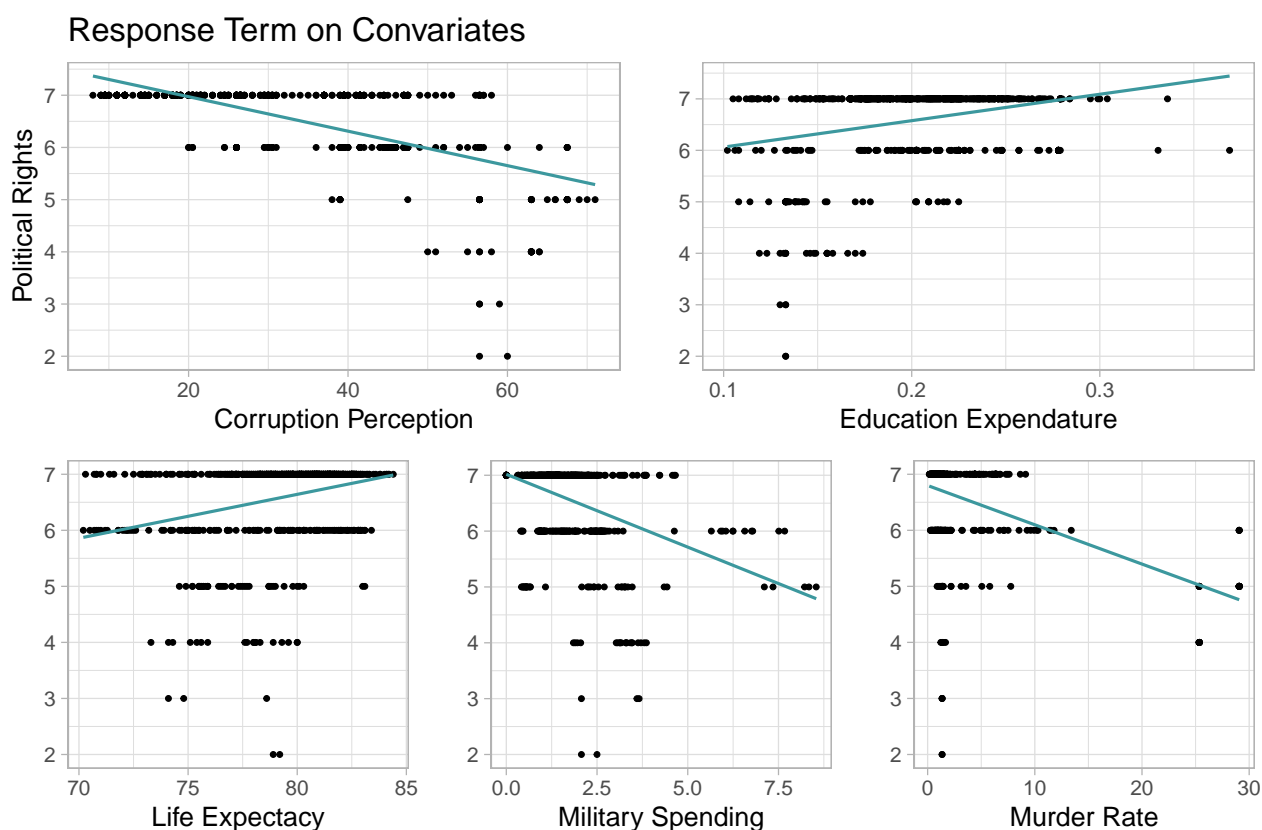 Response Term on Convariates
Political Rights
7
6
5
4
3
2
20 40 60
Corruption Perception
7
6
5
4
3
2
0.1 0.2 0.3
Education Expendature
7
6
5
4
3
2
70 75 80 85
Life Expectacy
7
6
5
4
3
2
0.0 2.5 5.0 7.5
Military Spending
7
6
5
4
3
2
0 10 20 30
Murder Rate